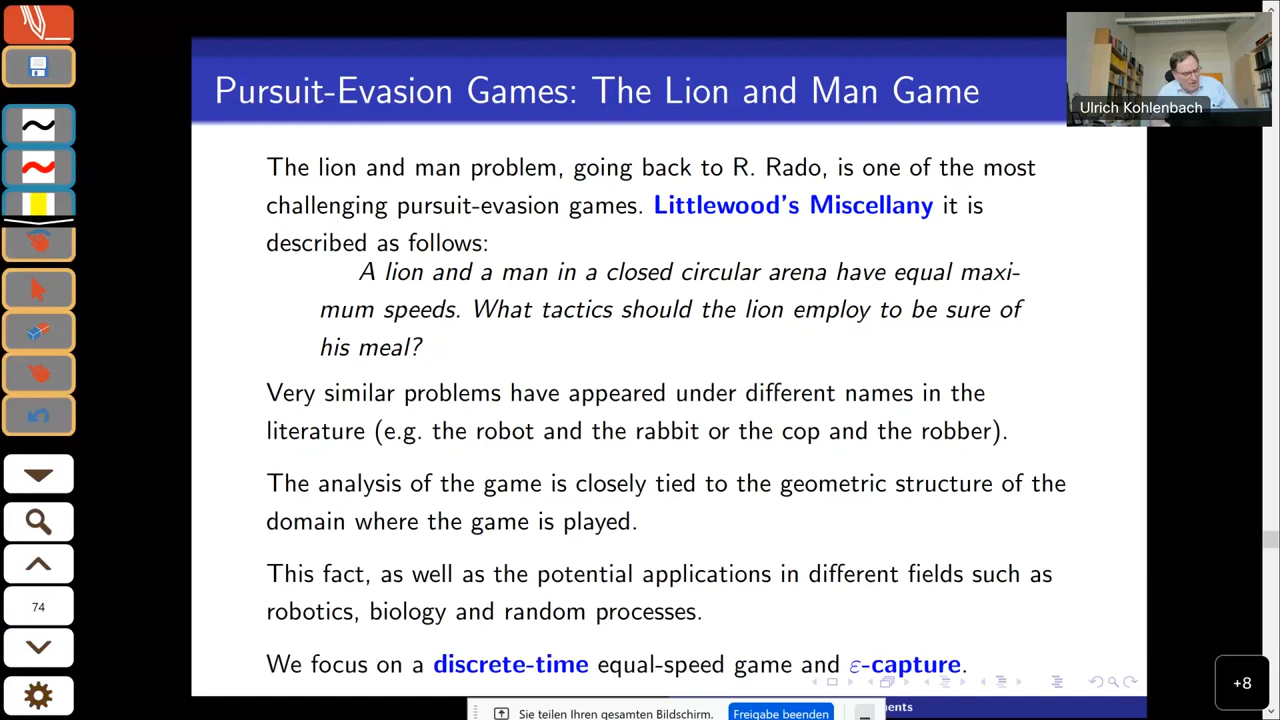 Pursuit-Evasion Games: The Lion and Man Game
Ulrich Kohlenbach
The lion and man problem, going back to R. Rado, is one of the most
challenging pursuit-evasion games. Littlewood's Miscellany it is
described as follows:
A lion and a man in a closed circular arena have equal maxi-
mum speeds. What tactics should the lion employ to be sure of
his meal?
Very similar problems have appeared under different names in the
literature (e.g. the robot and the rabbit or the cop and the robber).
The analysis of the game is closely tied to the geometric structure of the
domain where the game is played.
This fact, as well as the potential applications in different fields such as
robotics, biology and random processes.
We focus on a discrete-time equal-speed game and ε-capture.
74
+8
Sie teilen Ihren gesamten Bildschirm.
Freigabe beenden